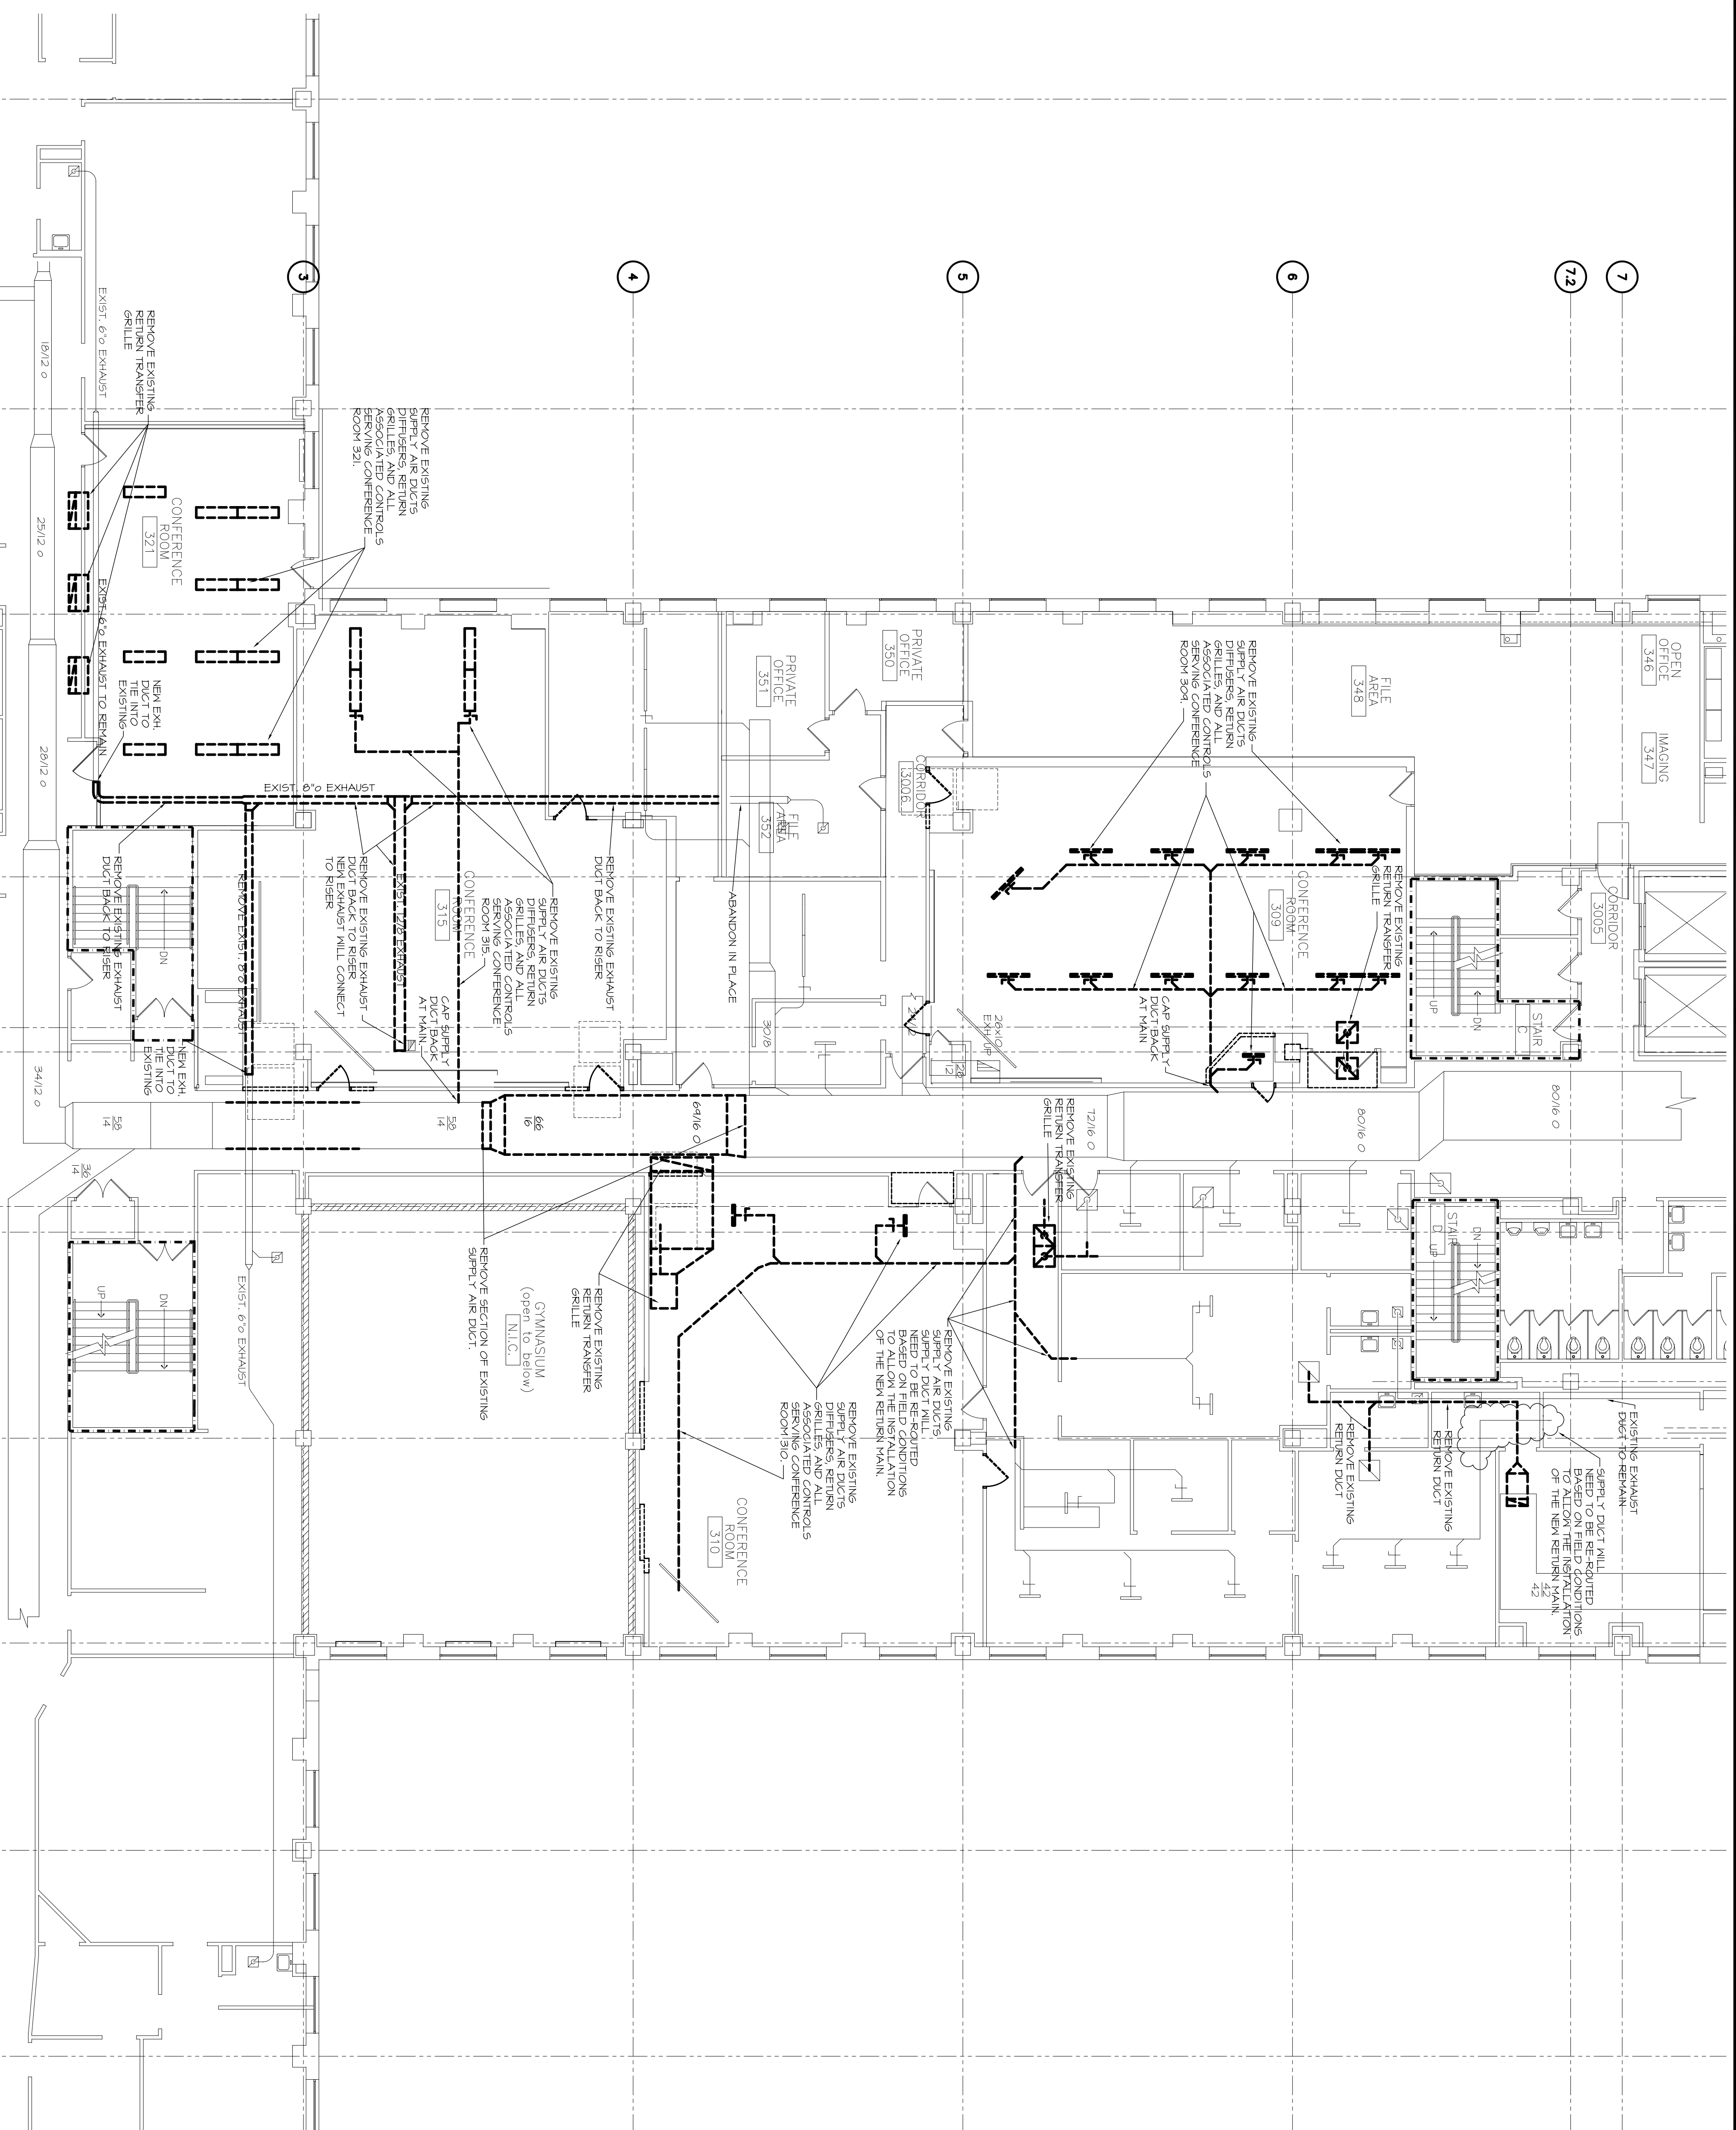 3
4
5
6
7.2
7
OPEN
OFFICE
346
IMAGING
347
FILE
AREA
348
PRIVATE
OFFICE
350
PRIVATE
OFFICE
351
FILE
AREA
352
CORRIDOR
3006
CORRIDOR
3005
STAIR
C
UP
DN
REMOVE EXISTING
SUPPLY AIR DUCTS
DIFFUSERS, RETURN
GRILLES, AND ALL
ASSOCIATED CONTROLS
SERVING CONFERENCE
ROOM 309.
REMOVE EXISTING
RETURN TRANSFER
GRILLE
CONFERENCE
ROOM
309
CAP SUPPLY
DUCT BACK
AT MAIN
26x10
EXH UP
28
12
24/12
30/8
ABANDON IN PLACE
REMOVE EXISTING EXHAUST
DUCT BACK TO RISER
REMOVE EXISTING
SUPPLY AIR DUCTS
DIFFUSERS, RETURN
GRILLES, AND ALL
ASSOCIATED CONTROLS
SERVING CONFERENCE
ROOM 315.
CONFERENCE
ROOM
315
CAP SUPPLY
DUCT BACK
AT MAIN
EXIST. 12/8 EXHAUST
REMOVE EXISTING EXHAUST
DUCT BACK TO RISER
NEW EXHAUST WILL CONNECT
TO RISER
EXIST. 8"o EXHAUST
REMOVE EXIST. 8"o EXHAUST
REMOVE EXISTING
SUPPLY AIR DUCTS
DIFFUSERS, RETURN
GRILLES, AND ALL
ASSOCIATED CONTROLS
SERVING CONFERENCE
ROOM 321.
CONFERENCE
ROOM
321
REMOVE EXISTING
RETURN TRANSFER
GRILLE
EXIST. 6"o EXHAUST
EXIST. 6"o EXHAUST TO REMAIN
NEW EXH.
DUCT TO
TIE INTO
EXISTING
REMOVE EXISTING EXHAUST
DUCT BACK TO RISER
DN
NEW EXH.
DUCT TO
TIE INTO
EXISTING
18/12 O
25/12 O
28/12 O
34/12 O
58
14
58
14
66
16
69/16 O
72/16 O
80/16 O
80/16 O
36
14
REMOVE EXISTING
RETURN TRANSFER
GRILLE
STAIR
D
DN
UP
UP
DN
EXIST. 6"o EXHAUST
REMOVE SECTION OF EXISTING
SUPPLY AIR DUCT.
GYMNASIUM
(open to below)
N.I.C.
REMOVE EXISTING
RETURN TRANSFER
GRILLE
REMOVE EXISTING
SUPPLY AIR DUCTS
SUPPLY DUCT WILL
NEED TO BE RE-ROUTED
BASED ON FIELD CONDITIONS
TO ALLOW THE INSTALLATION
OF THE NEW RETURN MAIN.
REMOVE EXISTING
SUPPLY AIR DUCTS
DIFFUSERS, RETURN
GRILLES, AND ALL
ASSOCIATED CONTROLS
SERVING CONFERENCE
ROOM 310.
CONFERENCE
ROOM
310
REMOVE EXISTING
RETURN DUCT
REMOVE EXISTING
RETURN DUCT
EXISTING EXHAUST
DUCT TO REMAIN
SUPPLY DUCT WILL
NEED TO BE RE-ROUTED
BASED ON FIELD CONDITIONS
TO ALLOW THE INSTALLATION
OF THE NEW RETURN MAIN.
42
42